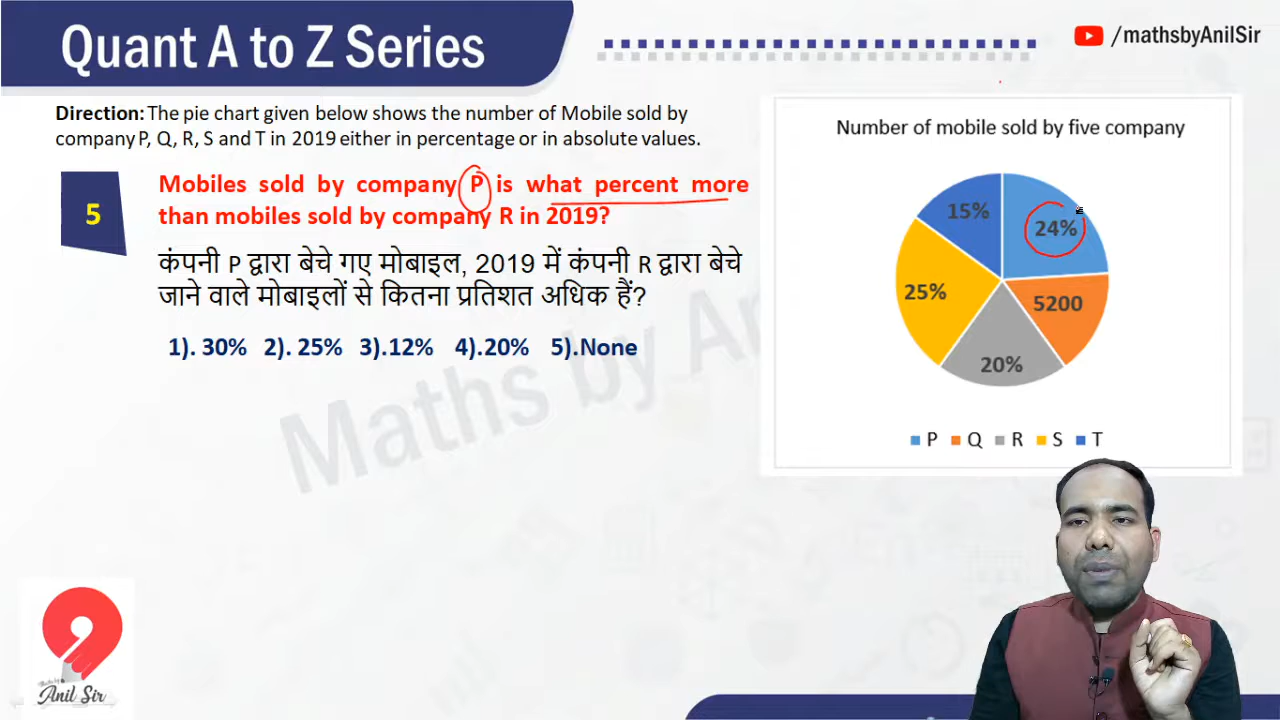 Quant A to Z Series
/mathsbyAnilSir
Direction: The pie chart given below shows the number of Mobile sold by
company P, Q, R, S and T in 2019 either in percentage or in absolute values.
5
Mobiles sold by company P is what percent more
than mobiles sold by company R in 2019?
कंपनी P द्वारा बेचे गए मोबाइल, 2019 में कंपनी R द्वारा बेचे
जाने वाले मोबाइलों से कितना प्रतिशत अधिक हैं?
1). 30% 2). 25% 3).12% 4).20% 5).None
Number of mobile sold by five company
15%
24%
25%
5200
20%
P Q R S T
Maths by An
Maths by
Anil Sir